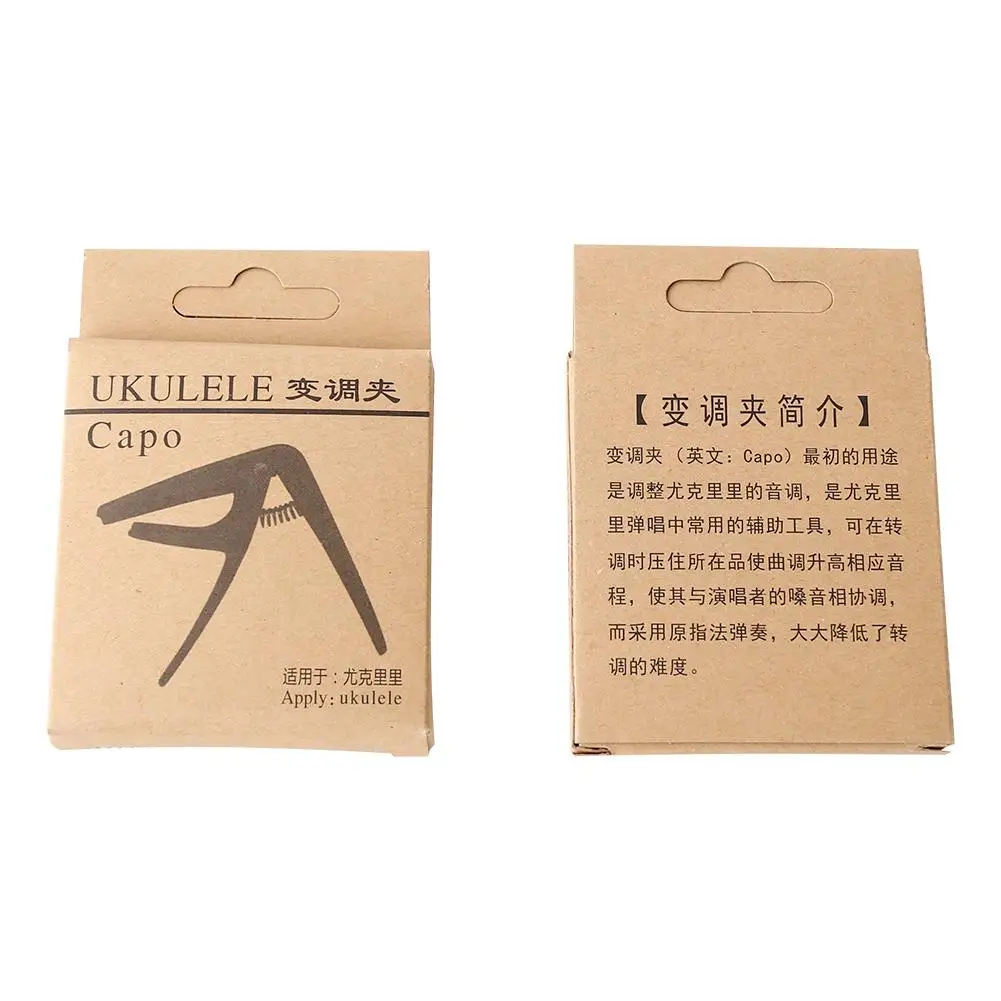 UKULELE 变调夹
Capo
适用于：尤克里里
Apply: ukulele
【变调夹简介】
变调夹（英文：Capo）最初的用途
是调整尤克里里的音调，是尤克里
里弹唱中常用的辅助工具，可在转
调时压住所在品使曲调升高相应音
程，使其与演唱者的嗓音相协调，
而采用原指法弹奏，大大降低了转
调的难度。